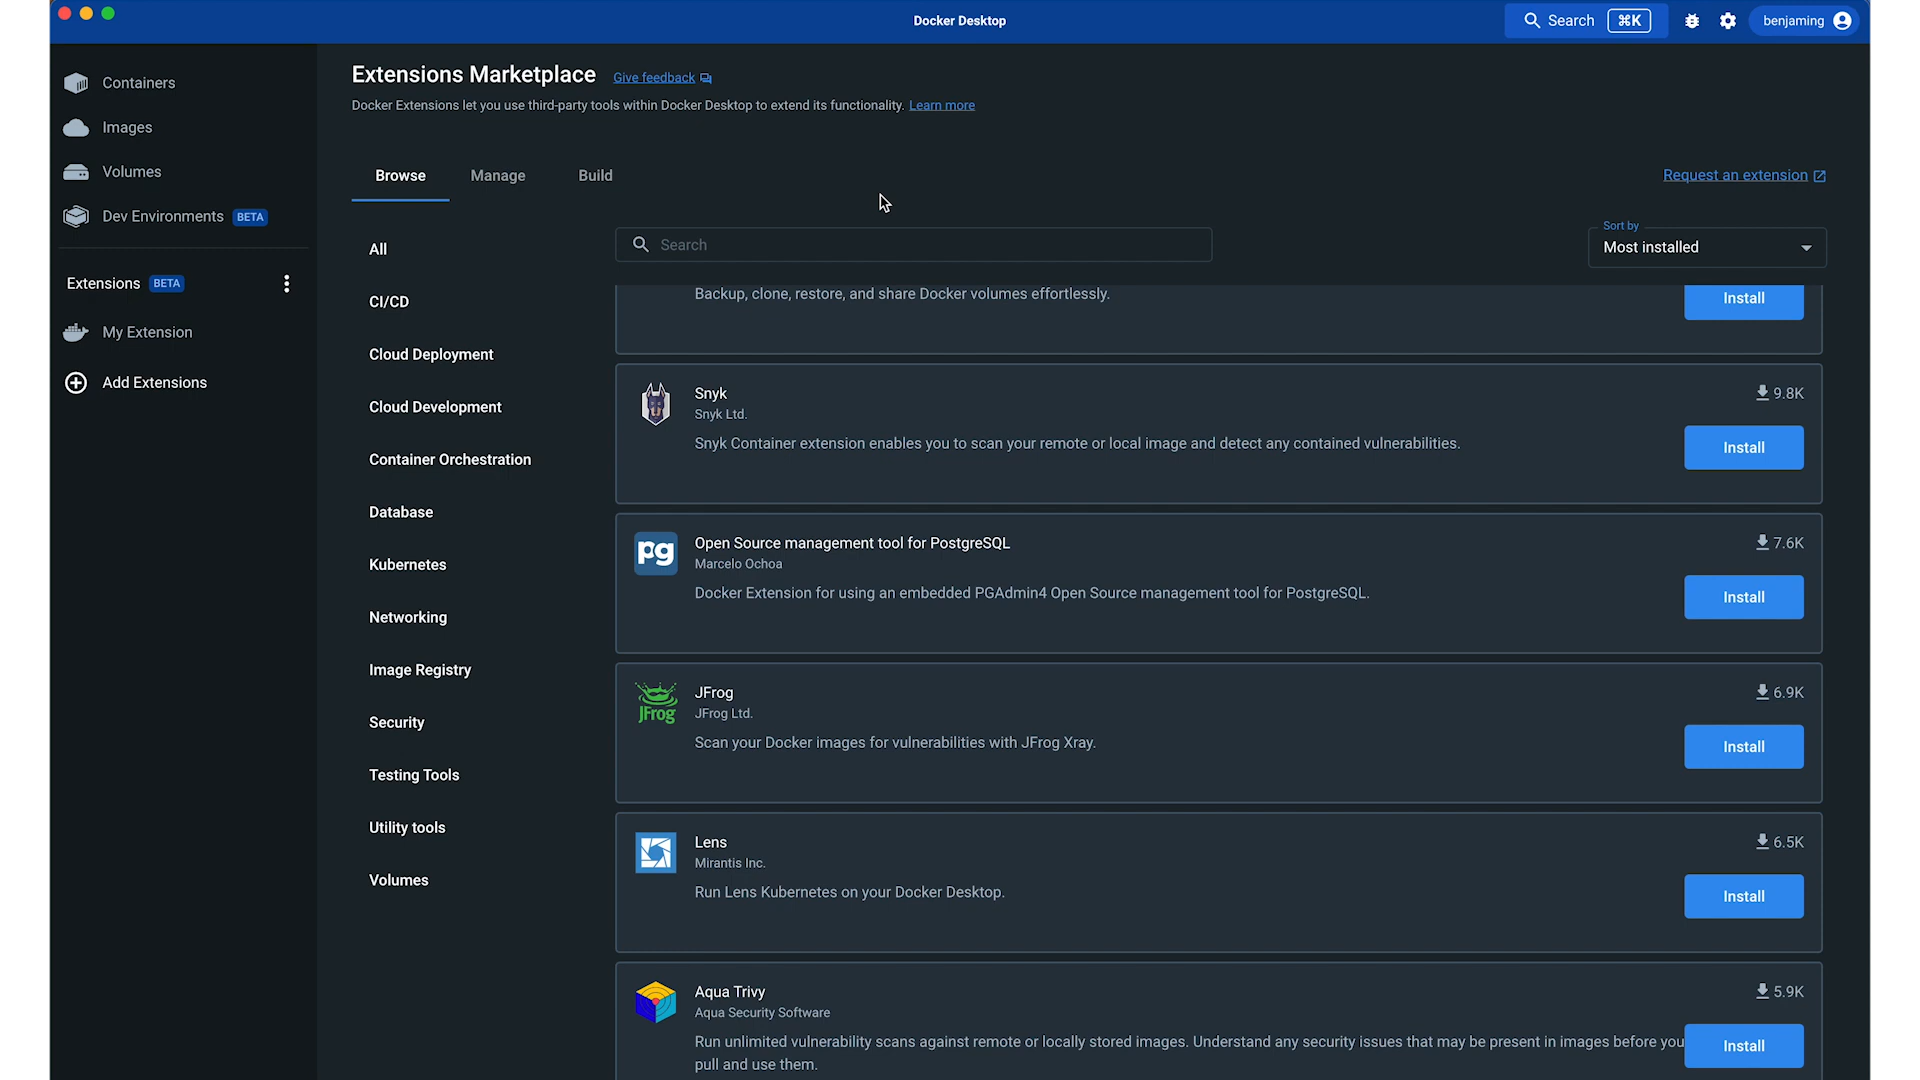 Docker Desktop
Search ⌘K
benjaming
Containers
Images
Volumes
Dev Environments BETA
Extensions BETA
My Extension
Add Extensions
Extensions Marketplace Give feedback
Docker Extensions let you use third-party tools within Docker Desktop to extend its functionality. Learn more
Browse Manage Build
Request an extension
All
CI/CD
Cloud Deployment
Cloud Development
Container Orchestration
Database
Kubernetes
Networking
Image Registry
Security
Testing Tools
Utility tools
Volumes
Search
Sort by
Most installed
Backup, clone, restore, and share Docker volumes effortlessly.
Install
Snyk
9.8K
Snyk Ltd.
Snyk Container extension enables you to scan your remote or local image and detect any contained vulnerabilities.
Install
pg
Open Source management tool for PostgreSQL
7.6K
Marcelo Ochoa
Docker Extension for using an embedded PGAdmin4 Open Source management tool for PostgreSQL.
Install
JFrog
JFrog
6.9K
JFrog Ltd.
Scan your Docker images for vulnerabilities with JFrog Xray.
Install
Lens
6.5K
Mirantis Inc.
Run Lens Kubernetes on your Docker Desktop.
Install
Aqua Trivy
5.9K
Aqua Security Software
Run unlimited vulnerability scans against remote or locally stored images. Understand any security issues that may be present in images before you
pull and use them.
Install